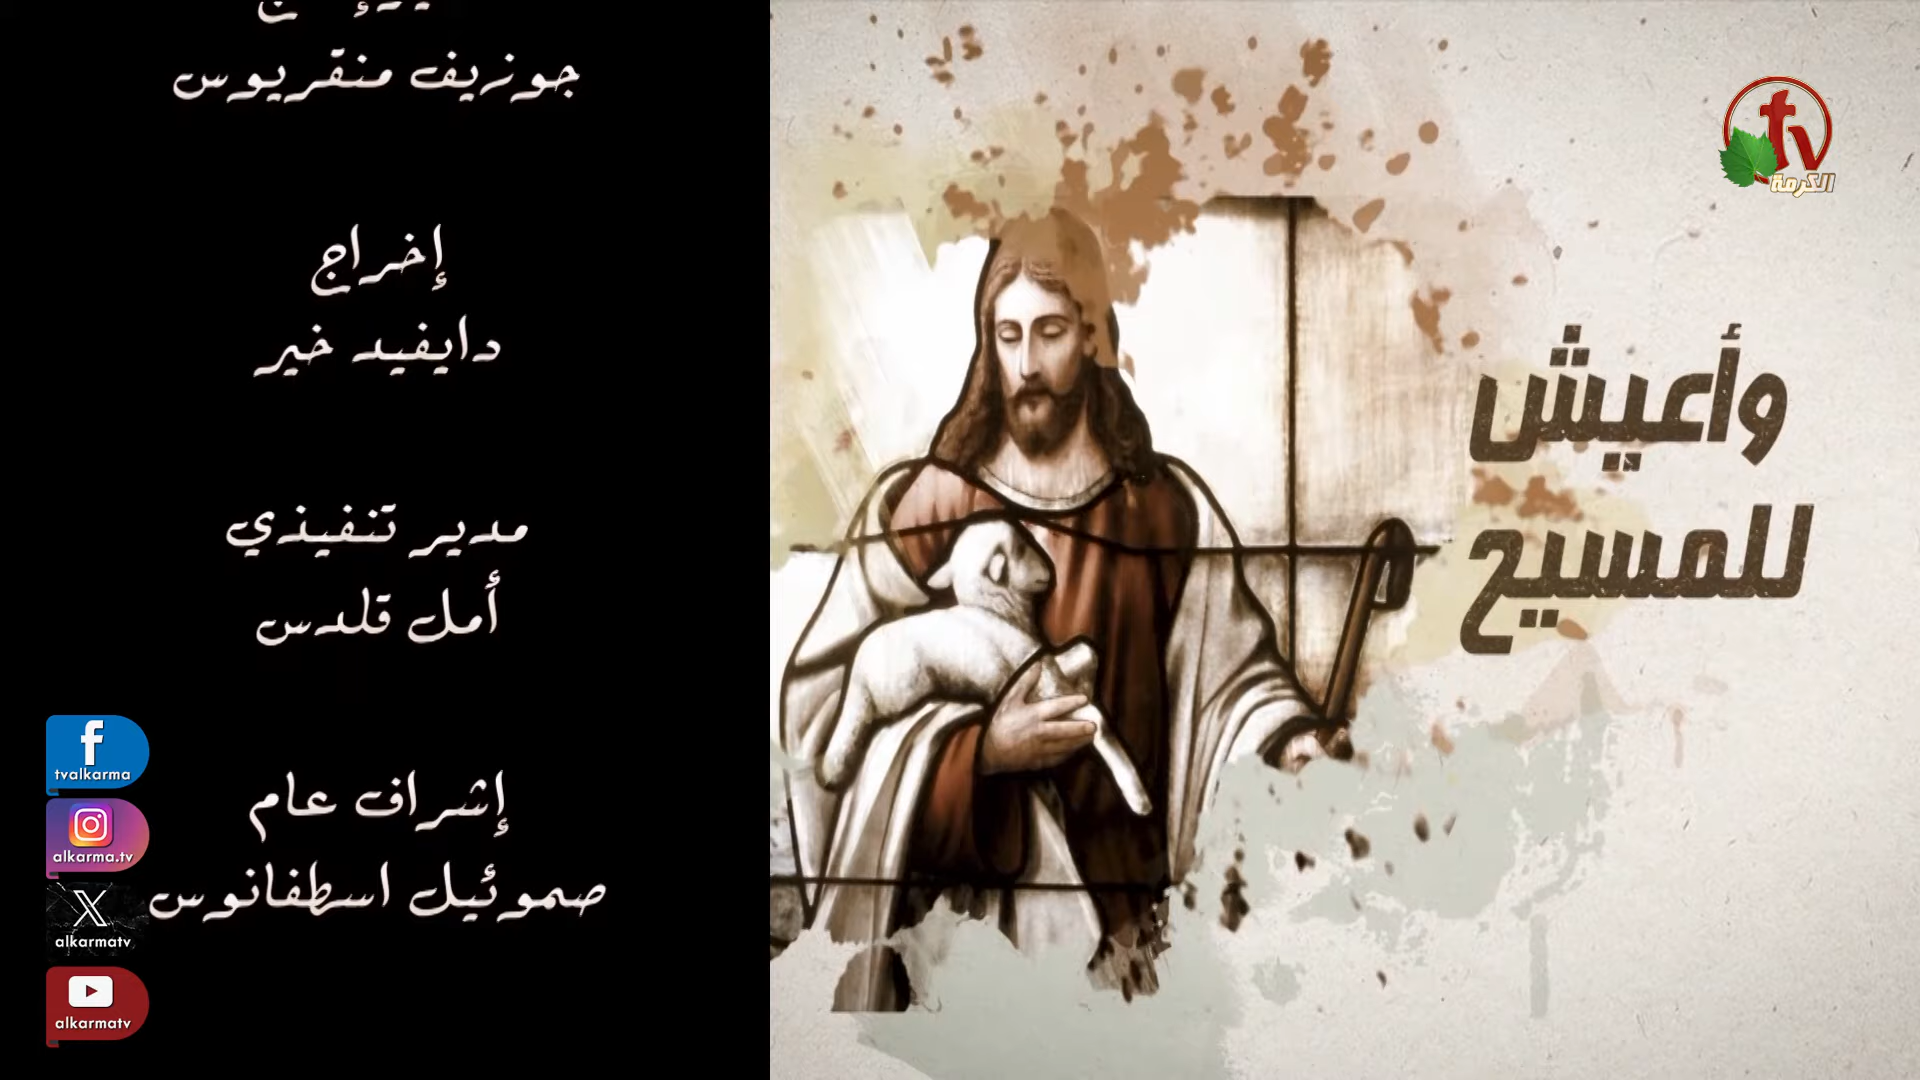 جوزيف منقريوس
إخراج
دايفيد خير
مدير تنفيذي
أمل قلدس
إشراف عام
صموئيل اسطفانوس
tvalkarma
alkarma.tv
alkarmatv
alkarmatv
tv
الكرمة
وأعيش
للمسيح